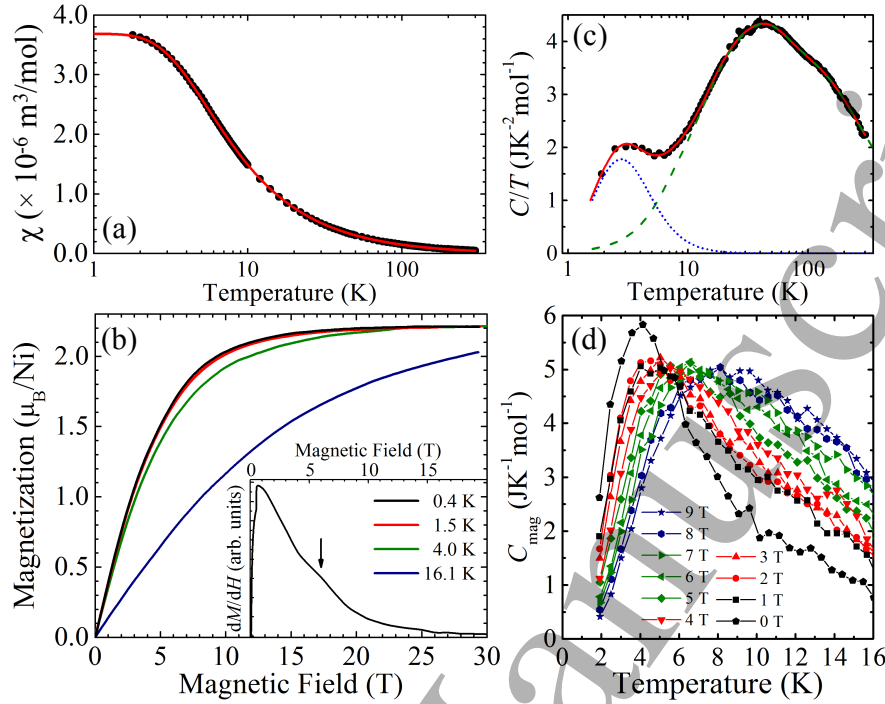 4.0
3.0
2.0
1.0
0.0
χ (× 10⁻⁶ m³/mol)
(a)
1 10 100
Temperature (K)
5
4
3
2
1
0
C/T (JK⁻²mol⁻¹)
(c)
1 10 100
Temperature (K)
2.0
1.5
1.0
0.5
0.0
Magnetization (μ_B/Ni)
(b)
0 5 10 15 20 25 30
Magnetic Field (T)
Magnetic Field (T)
0 5 10 15
dM/dH (arb. units)
0.4 K
1.5 K
4.0 K
16.1 K
6
5
4
3
2
1
0
C_mag (JK⁻¹mol⁻¹)
(d)
9 T
8 T
7 T
6 T
5 T
4 T
3 T
2 T
1 T
0 T
0 2 4 6 8 10 12 14 16
Temperature (K)